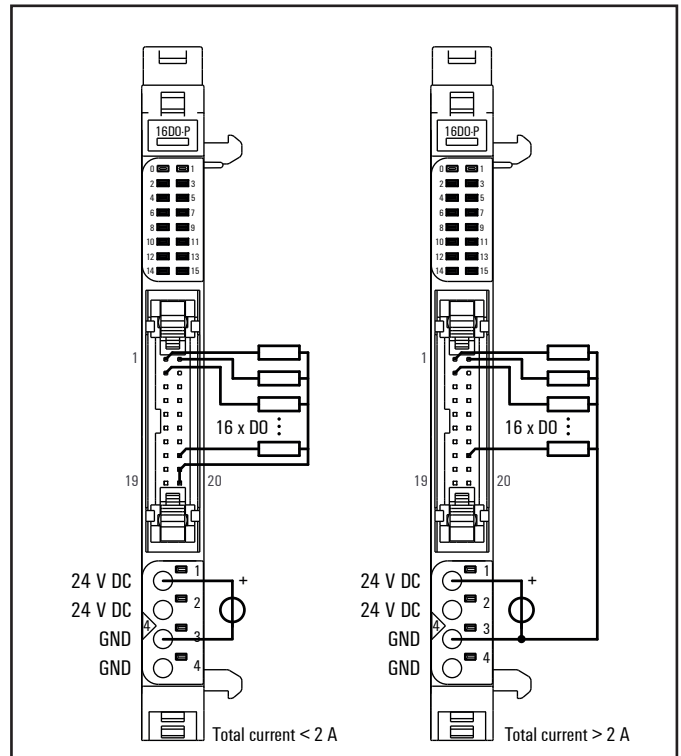 16DO-P
0 1
2 3
4 5
6 7
8 9
10 11
12 13
14 15
1
16 x DO
19 20
24 V DC 1 +
24 V DC 2
4
GND 3
GND 4
Total current < 2 A
16DO-P
0 1
2 3
4 5
6 7
8 9
10 11
12 13
14 15
1
16 x DO
19 20
24 V DC 1 +
24 V DC 2
4
GND 3
GND 4
Total current > 2 A